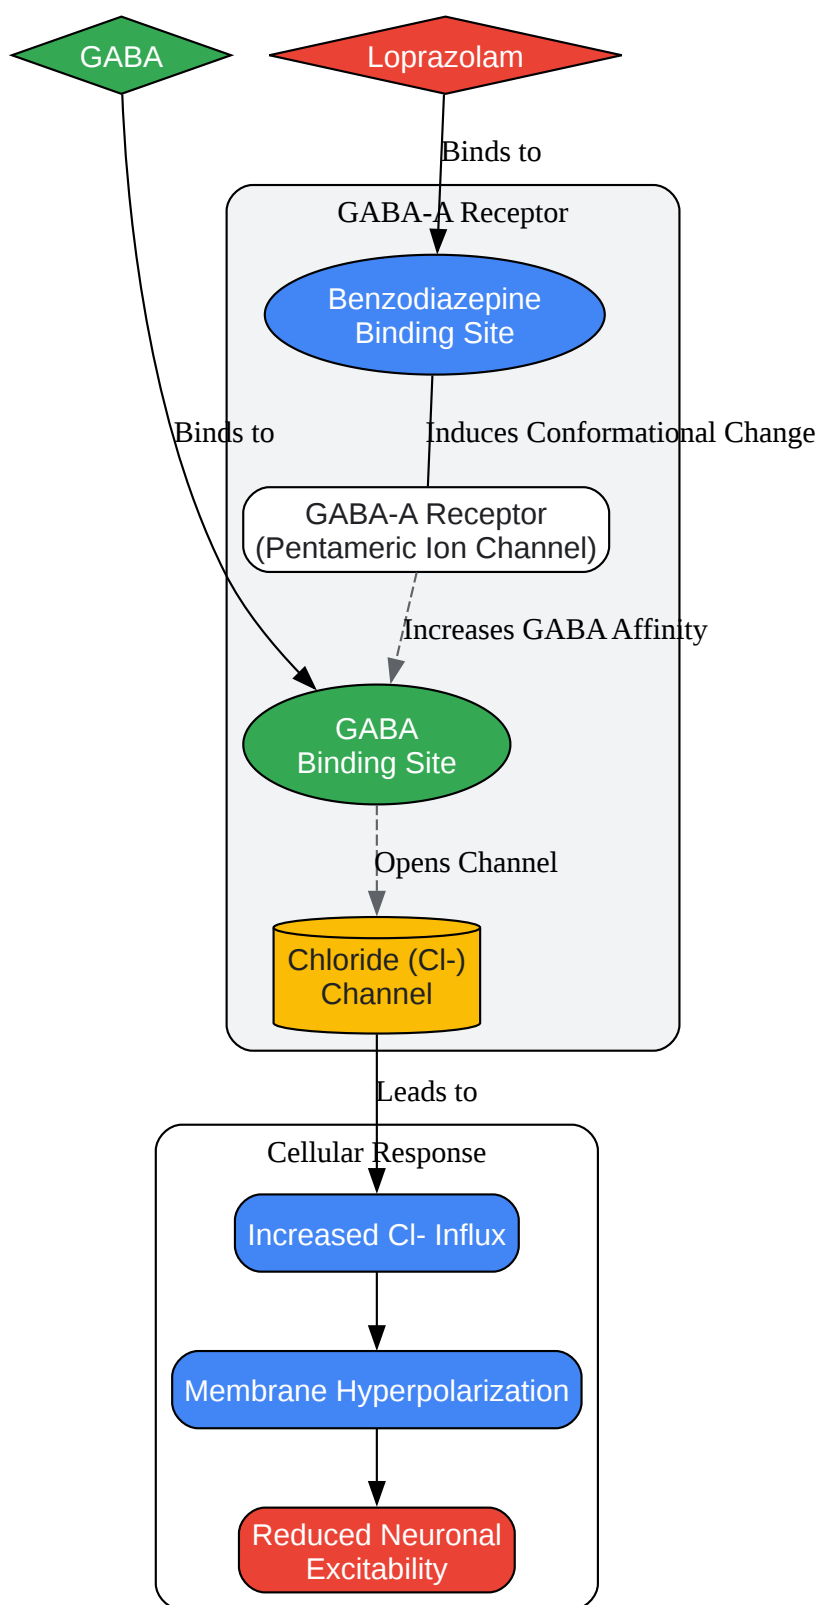 GABA
Loprazolam
Binds to
GABA-A Receptor
Benzodiazepine
Binding Site
Binds to
Induces Conformational Change
GABA-A Receptor
(Pentameric Ion Channel)
Increases GABA Affinity
GABA
Binding Site
Opens Channel
Chloride (Cl-)
Channel
Leads to
Cellular Response
Increased Cl- Influx
Membrane Hyperpolarization
Reduced Neuronal
Excitability